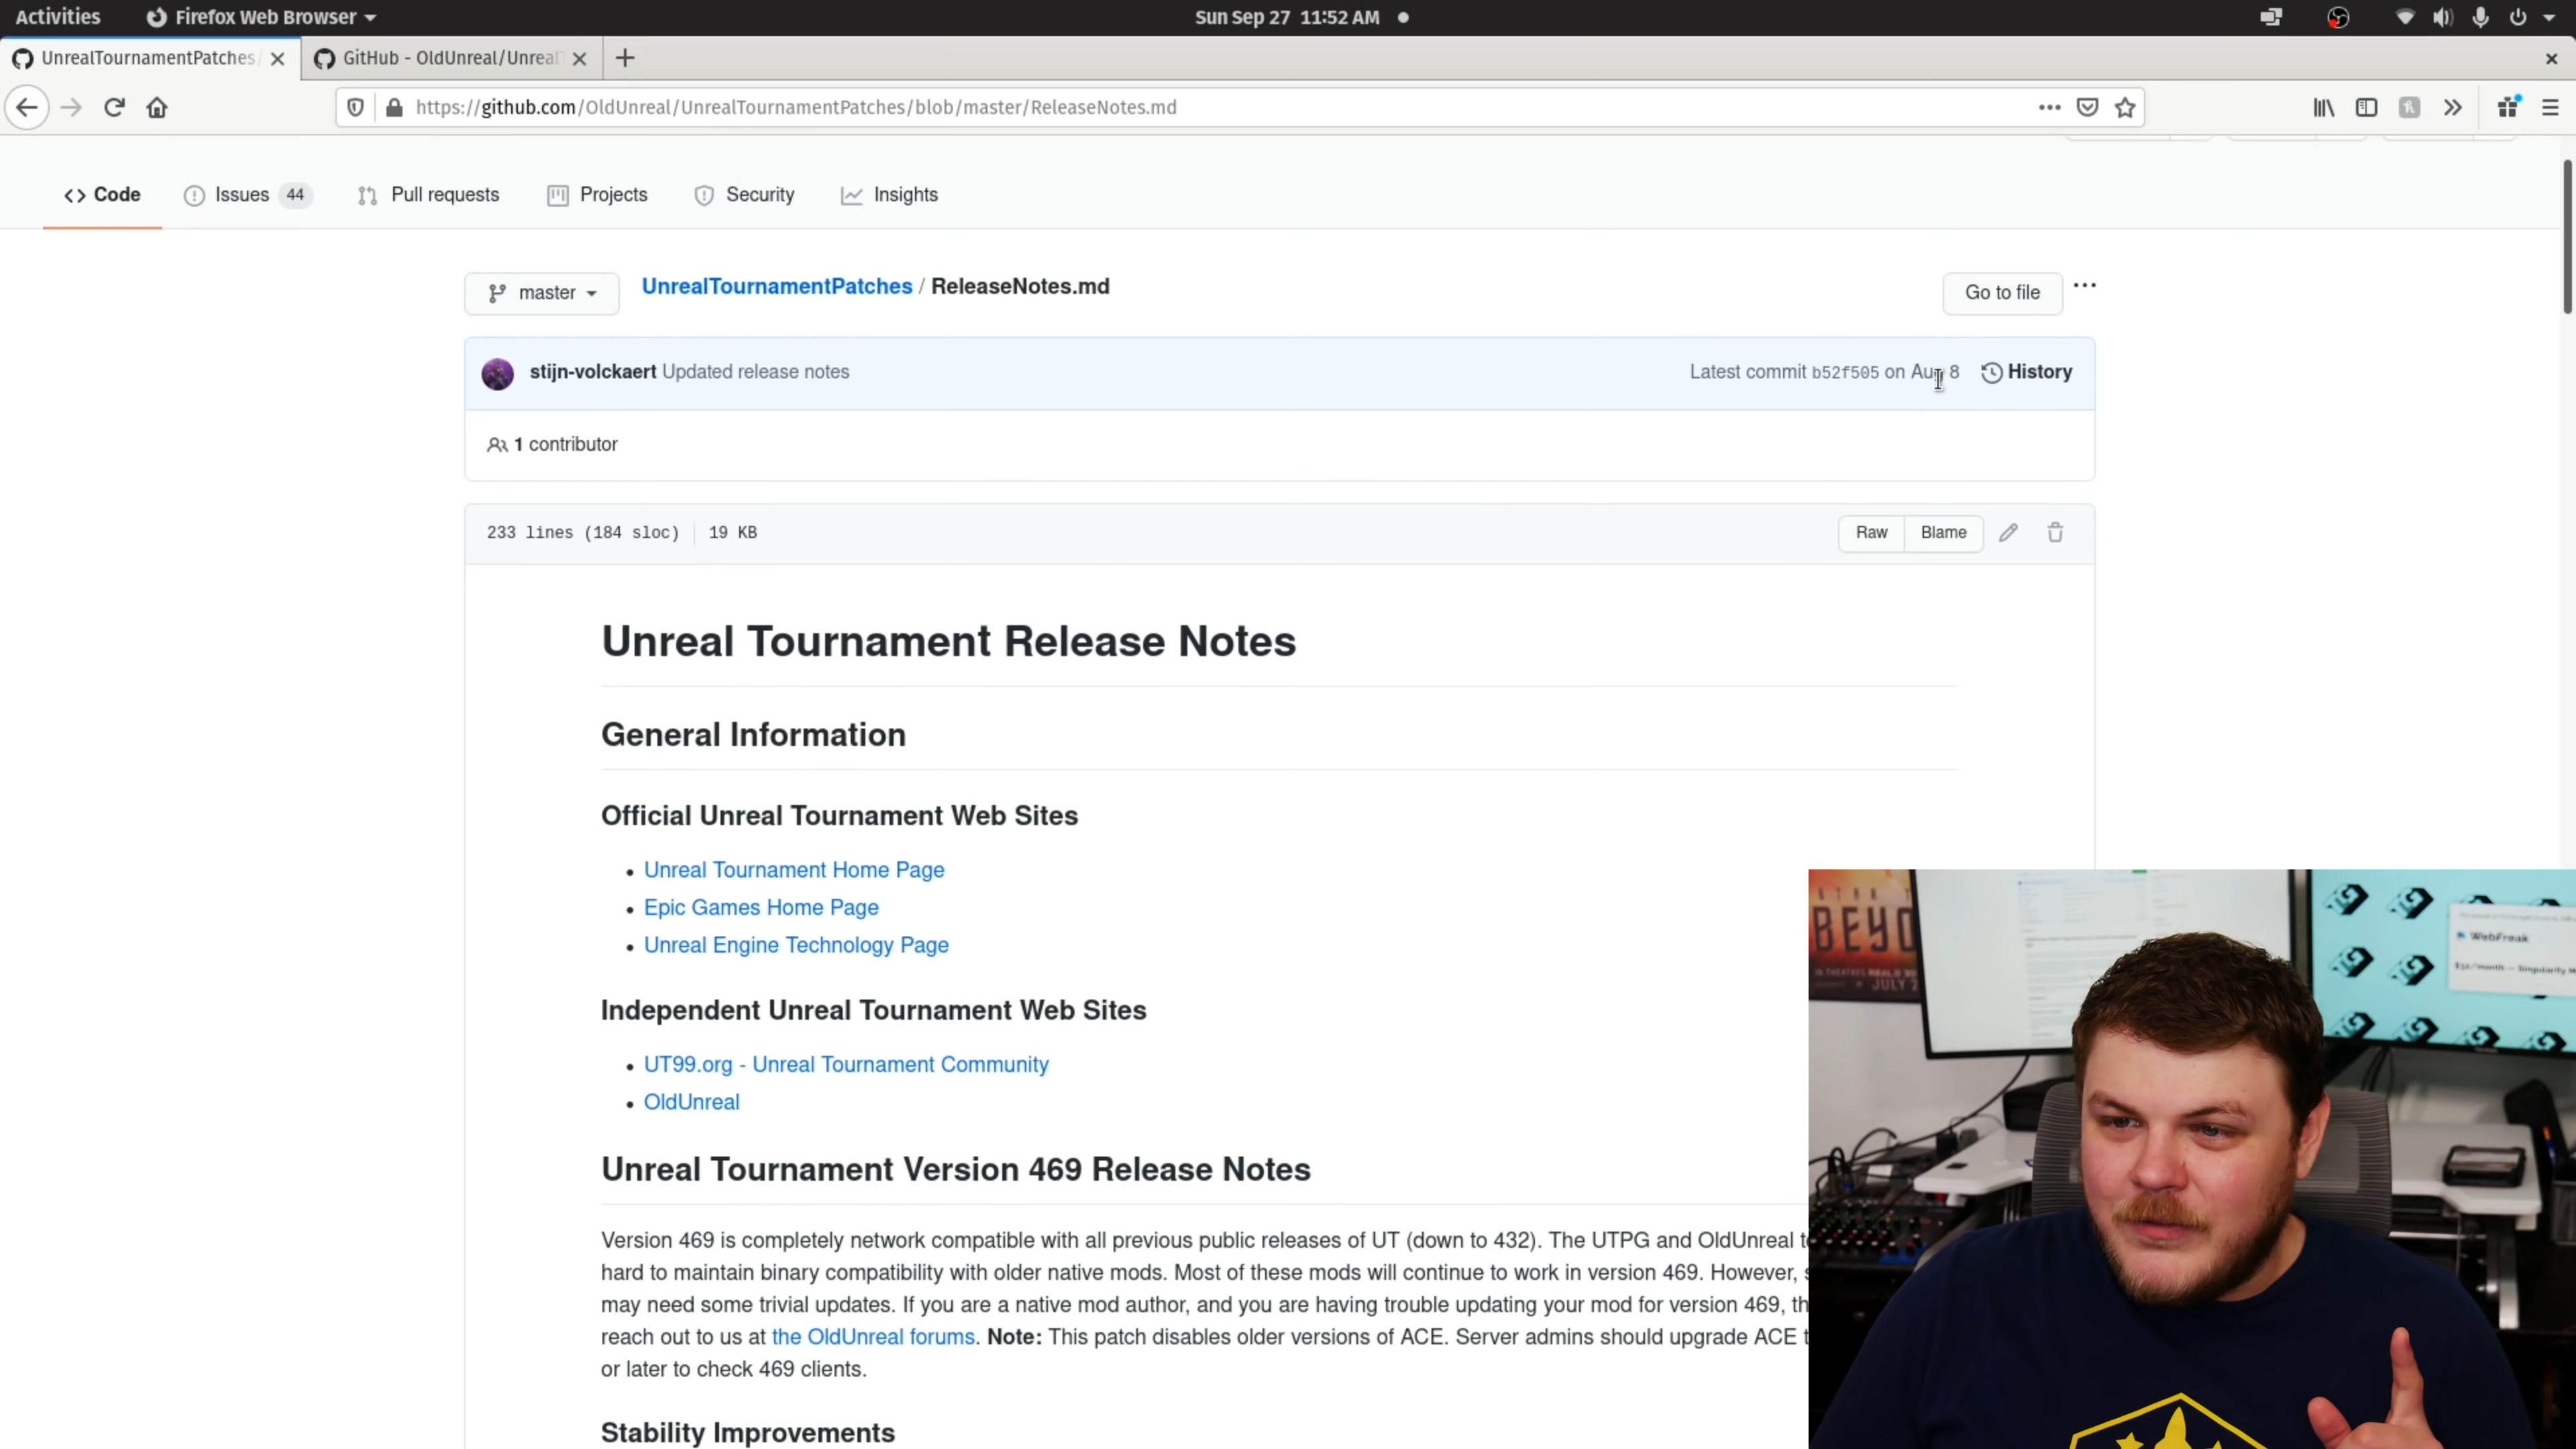 Activities Firefox Web Browser Sun Sep 27 11:52 AM
UnrealTournamentPatches/ GitHub - OldUnreal/Unreal
https://github.com/OldUnreal/UnrealTournamentPatches/blob/master/ReleaseNotes.md
Code Issues 44 Pull requests Projects Security Insights
master UnrealTournamentPatches / ReleaseNotes.md Go to file
stijn-volckaert Updated release notes Latest commit b52f505 on Aug 8 History
1 contributor
233 lines (184 sloc) 19 KB Raw Blame
Unreal Tournament Release Notes
General Information
Official Unreal Tournament Web Sites
• Unreal Tournament Home Page
• Epic Games Home Page
• Unreal Engine Technology Page
Independent Unreal Tournament Web Sites
• UT99.org - Unreal Tournament Community
• OldUnreal
Unreal Tournament Version 469 Release Notes
Version 469 is completely network compatible with all previous public releases of UT (down to 432). The UTPG and OldUnreal
hard to maintain binary compatibility with older native mods. Most of these mods will continue to work in version 469. However,
may need some trivial updates. If you are a native mod author, and you are having trouble updating your mod for version 469,
reach out to us at the OldUnreal forums. Note: This patch disables older versions of ACE. Server admins should upgrade ACE
or later to check 469 clients.
Stability Improvements
BEYO
JULY 2
WebFreak